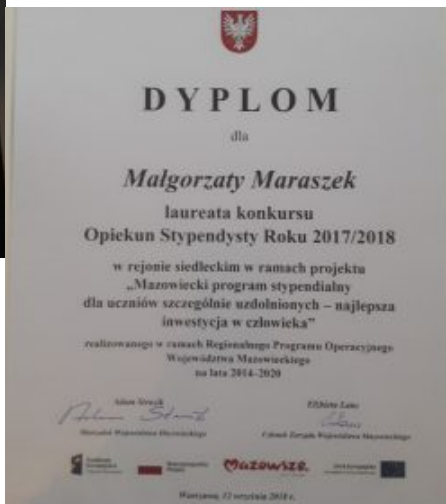 DYPLOM
dla
Małgorzaty Maraszek
laureata konkursu
Opiekun Stypendysty Roku 2017/2018
w rejonie siedleckim w ramach projektu
„Mazowiecki program stypendialny
dla uczniów szczególnie uzdolnionych – najlepsza
inwestycja w człowieka”
realizowanego w ramach Regionalnego Programu Operacyjnego
Województwa Mazowieckiego
na lata 2014–2020
Adam Struzik
Elżbieta Lanc
Marszałek Województwa Mazowieckiego
Członek Zarządu Województwa Mazowieckiego
Mazowsze.
Warszawa, 12 września 2018 r.